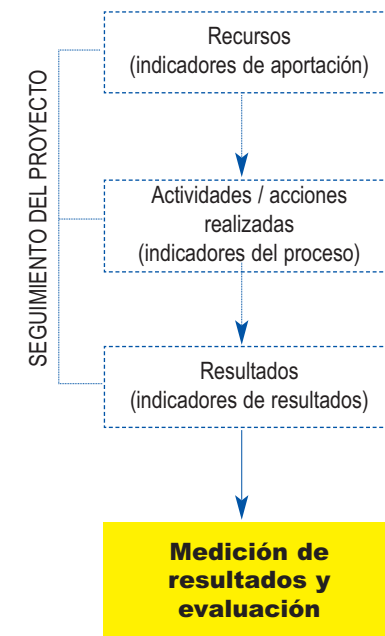 SEGUIMIENTO DEL PROYECTO
Recursos
(indicadores de aportación)
Actividades / acciones
realizadas
(indicadores del proceso)
Resultados
(indicadores de resultados)
Medición de
resultados y
evaluación